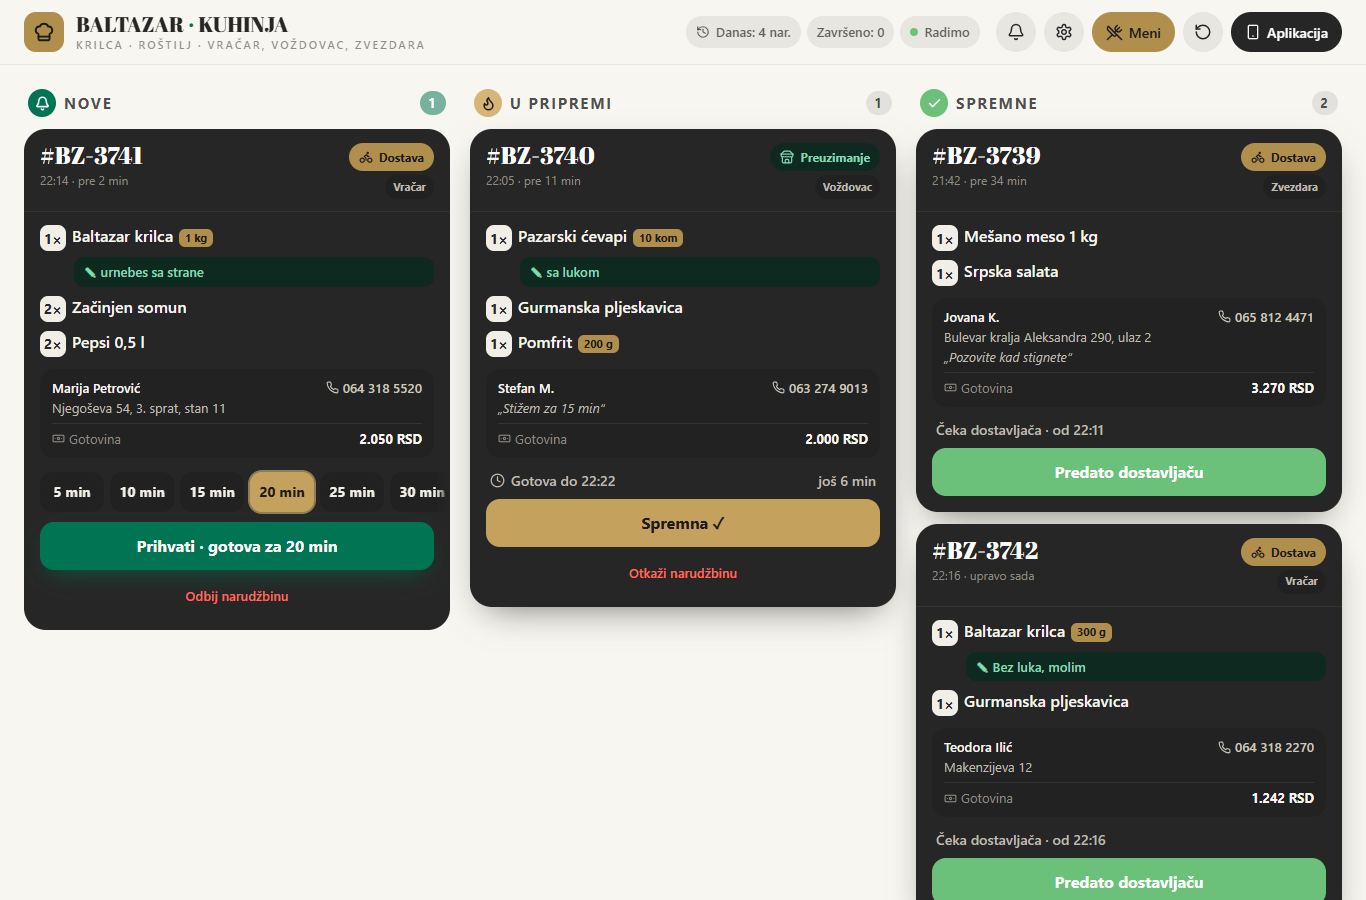 BALTAZAR · KUHINJA
KRILCA · ROŠTILJ · VRAČAR, VOŽDOVAC, ZVEZDARA
Danas: 4 nar.
Završeno: 0
Radimo
Meni
Aplikacija
NOVE
1
#BZ-3741
Dostava
22:14 · pre 2 min
Vračar
1× Baltazar krilca 1 kg
urnebes sa strane
2× Začinjen somun
2× Pepsi 0,5 l
Marija Petrović
064 318 5520
Njegoševa 54, 3. sprat, stan 11
Gotovina
2.050 RSD
5 min
10 min
15 min
20 min
25 min
30 min
Prihvati · gotova za 20 min
Odbij narudžbinu
U PRIPREMI
1
#BZ-3740
Preuzimanje
22:05 · pre 11 min
Voždovac
1× Pazarski ćevapi 10 kom
sa lukom
1× Gurmanska pljeskavica
1× Pomfrit 200 g
Stefan M.
063 274 9013
„Stižem za 15 min“
Gotovina
2.000 RSD
Gotova do 22:22
još 6 min
Spremna ✓
Otkaži narudžbinu
SPREMNE
2
#BZ-3739
Dostava
21:42 · pre 34 min
Zvezdara
1× Mešano meso 1 kg
1× Srpska salata
Jovana K.
065 812 4471
Bulevar kralja Aleksandra 290, ulaz 2
„Pozovite kad stignete“
Gotovina
3.270 RSD
Čeka dostavljača · od 22:11
Predato dostavljaču
#BZ-3742
Dostava
22:16 · upravo sada
Vračar
1× Baltazar krilca 300 g
Bez luka, molim
1× Gurmanska pljeskavica
Teodora Ilić
064 318 2270
Makenzijeva 12
Gotovina
1.242 RSD
Čeka dostavljača · od 22:16
Predato dostavljaču